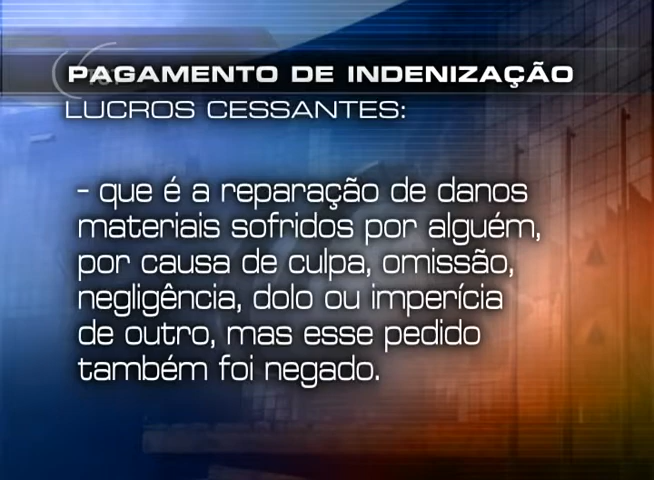 PAGAMENTO DE INDENIZAÇÃO
LUCROS CESSANTES:
- que é a reparação de danos
materiais sofridos por alguém,
por causa de culpa, omissão,
negligência, dolo ou imperícia
de outro, mas esse pedido
também foi negado.